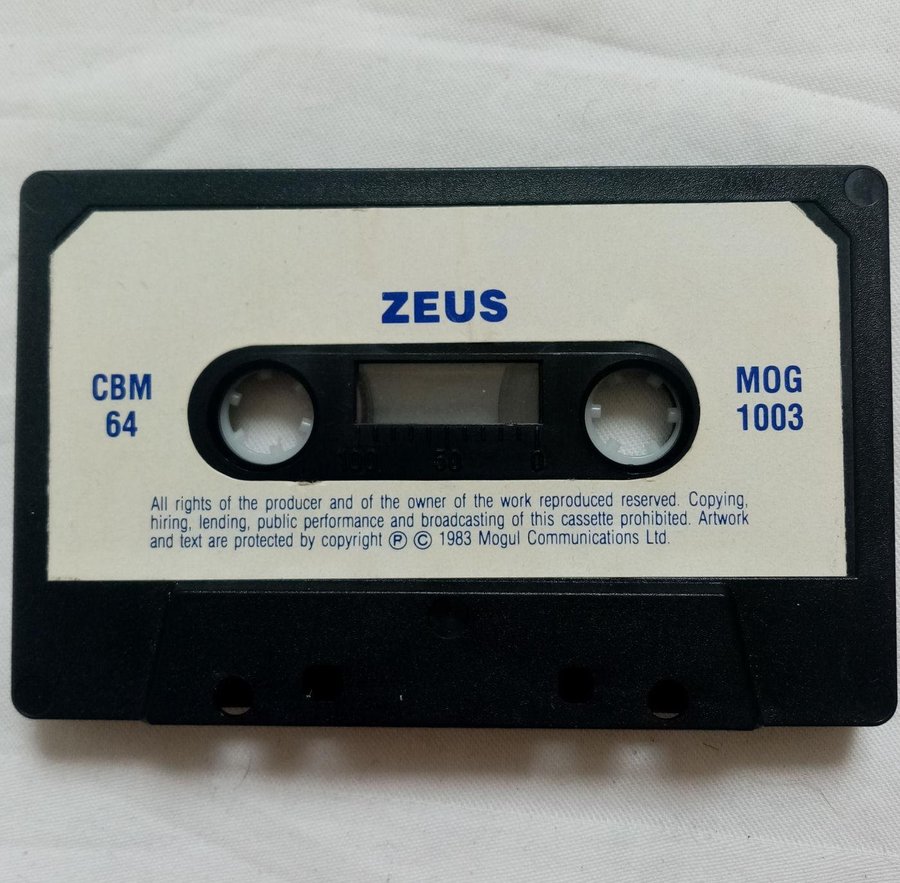 ZEUS
CBM
64
MOG
1003
100 50 0
All rights of the producer and of the owner of the work reproduced reserved. Copying,
hiring, lending, public performance and broadcasting of this cassette prohibited. Artwork
and text are protected by copyright Ⓟ © 1983 Mogul Communications Ltd.